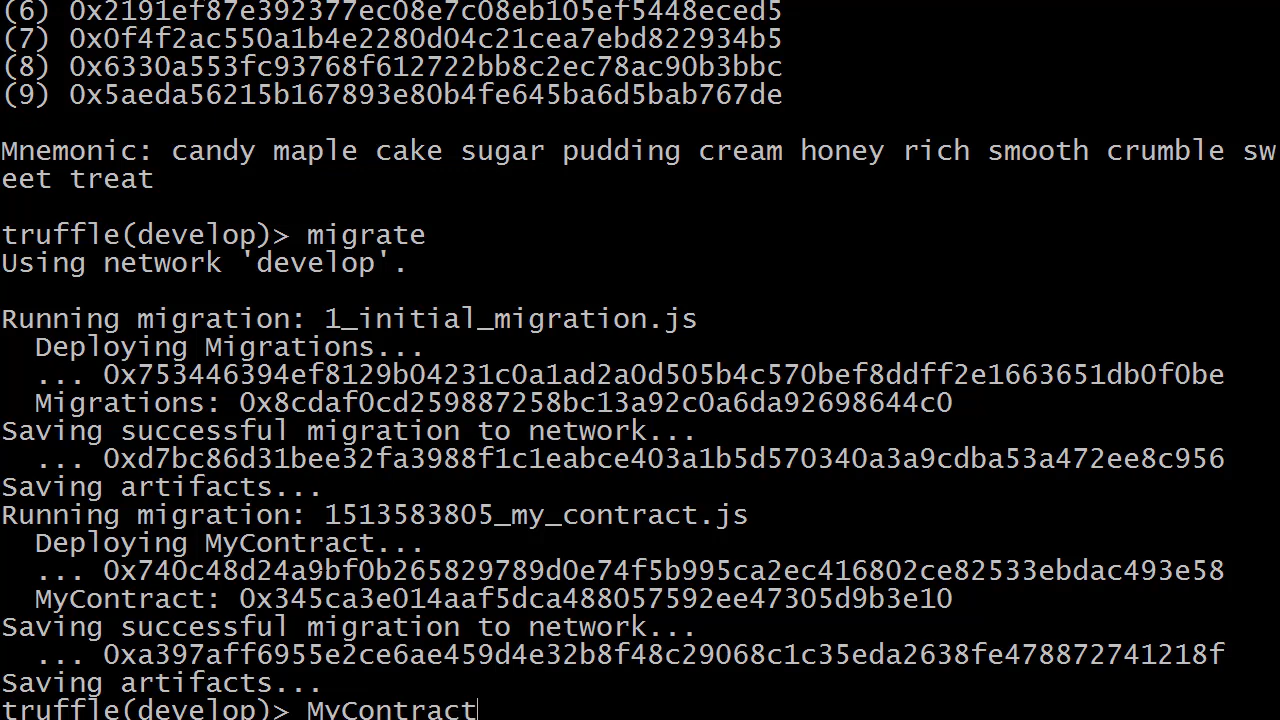 (6) 0x2191ef87e392377ec08e7c08eb105ef5448eced5
(7) 0x0f4f2ac550a1b4e2280d04c21cea7ebd822934b5
(8) 0x6330a553fc93768f612722bb8c2ec78ac90b3bbc
(9) 0x5aeda56215b167893e80b4fe645ba6d5bab767de
Mnemonic: candy maple cake sugar pudding cream honey rich smooth crumble sw
eet treat
truffle(develop)> migrate
Using network 'develop'.
Running migration: 1_initial_migration.js
Deploying Migrations...
... 0x753446394ef8129b04231c0a1ad2a0d505b4c570bef8ddff2e1663651db0f0be
Migrations: 0x8cdaf0cd259887258bc13a92c0a6da92698644c0
Saving successful migration to network...
... 0xd7bc86d31bee32fa3988f1c1eabce403a1b5d570340a3a9cdba53a472ee8c956
Saving artifacts...
Running migration: 1513583805_my_contract.js
Deploying MyContract...
... 0x740c48d24a9bf0b265829789d0e74f5b995ca2ec416802ce82533ebdac493e58
MyContract: 0x345ca3e014aaf5dca488057592ee47305d9b3e10
Saving successful migration to network...
... 0xa397aff6955e2ce6ae459d4e32b8f48c29068c1c35eda2638fe478872741218f
Saving artifacts...
truffle(develop)> MyContract